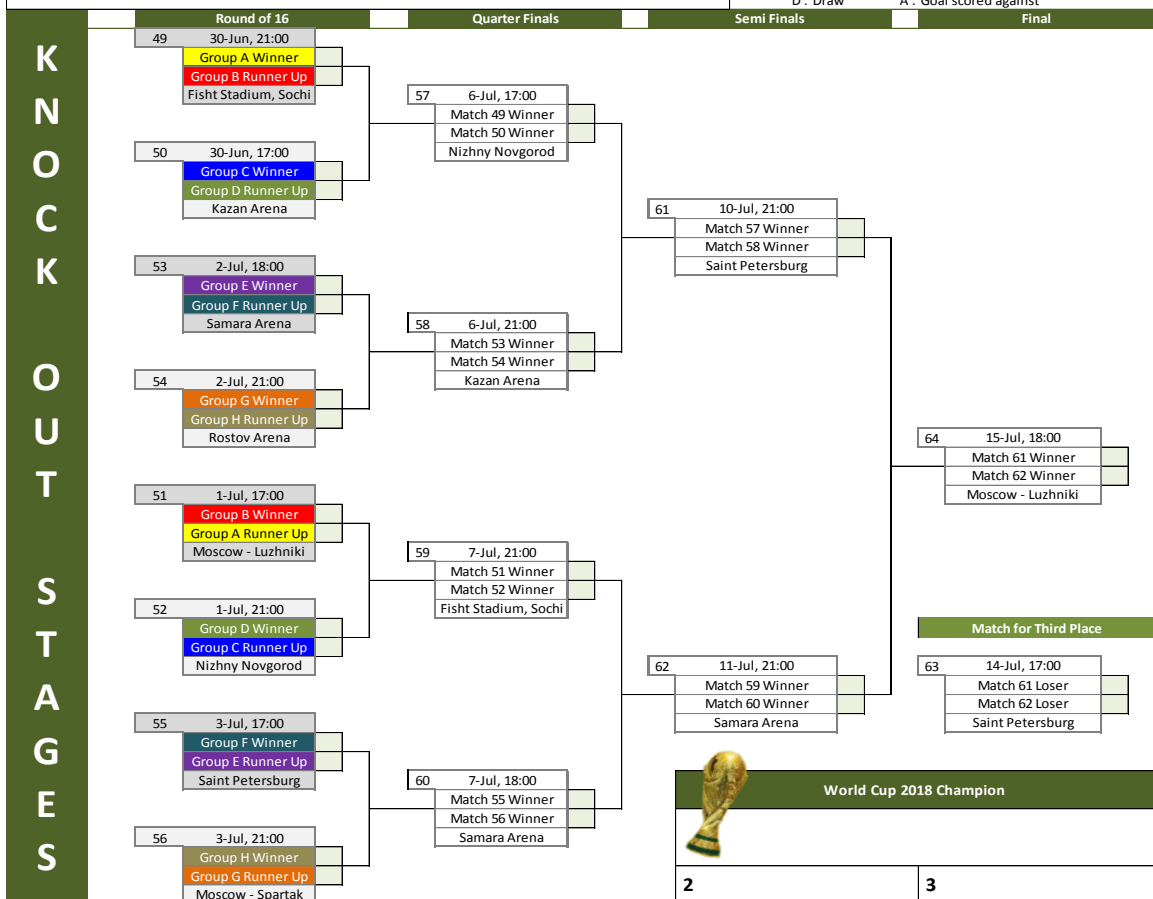 D : Draw A : Goal scored against
Round of 16 Quarter Finals Semi Finals Final
KNOCK OUT STAGES
49 30-Jun, 21:00
Group A Winner
Group B Runner Up
Fisht Stadium, Sochi
50 30-Jun, 17:00
Group C Winner
Group D Runner Up
Kazan Arena
53 2-Jul, 18:00
Group E Winner
Group F Runner Up
Samara Arena
54 2-Jul, 21:00
Group G Winner
Group H Runner Up
Rostov Arena
51 1-Jul, 17:00
Group B Winner
Group A Runner Up
Moscow - Luzhniki
52 1-Jul, 21:00
Group D Winner
Group C Runner Up
Nizhny Novgorod
55 3-Jul, 17:00
Group F Winner
Group E Runner Up
Saint Petersburg
56 3-Jul, 21:00
Group H Winner
Group G Runner Up
Moscow - Spartak
57 6-Jul, 17:00
Match 49 Winner
Match 50 Winner
Nizhny Novgorod
58 6-Jul, 21:00
Match 53 Winner
Match 54 Winner
Kazan Arena
59 7-Jul, 21:00
Match 51 Winner
Match 52 Winner
Fisht Stadium, Sochi
60 7-Jul, 18:00
Match 55 Winner
Match 56 Winner
Samara Arena
61 10-Jul, 21:00
Match 57 Winner
Match 58 Winner
Saint Petersburg
62 11-Jul, 21:00
Match 59 Winner
Match 60 Winner
Samara Arena
64 15-Jul, 18:00
Match 61 Winner
Match 62 Winner
Moscow - Luzhniki
Match for Third Place
63 14-Jul, 17:00
Match 61 Loser
Match 62 Loser
Saint Petersburg
World Cup 2018 Champion
2 3